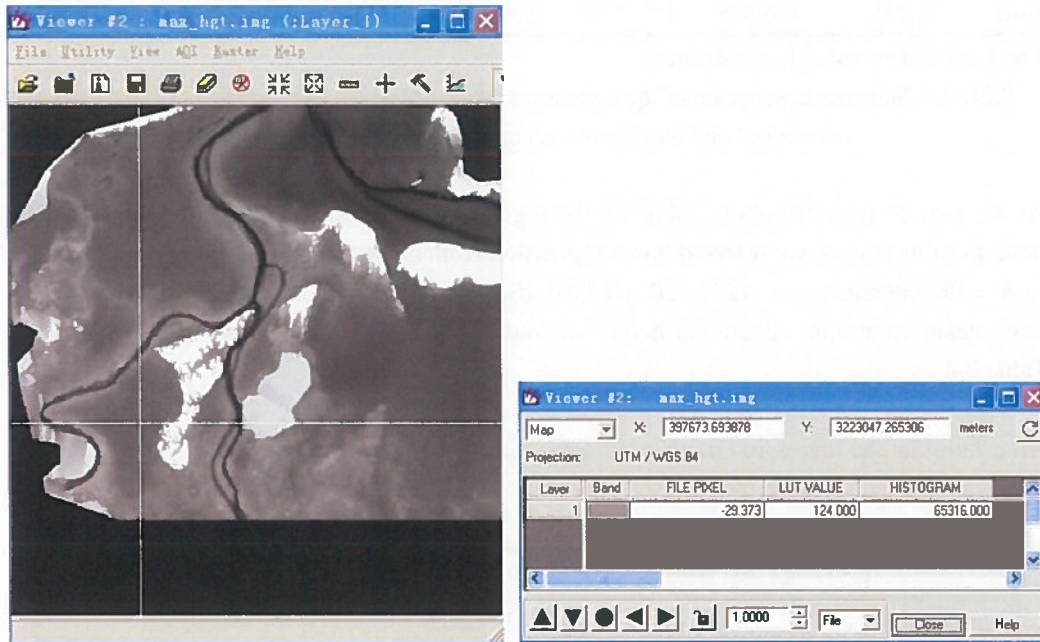 Viewer #2 : max_hgt.img (:Layer_1)
File Utility View AOI Raster Help
Viewer #2: max_hgt.img
Map X: 397673.693878 Y: 3223047.265306 meters
Projection: UTM / WGS 84
Layer Band FILE PIXEL LUT VALUE HISTOGRAM
1 -29.373 124.000 65316.000
1.0000 File Close Help